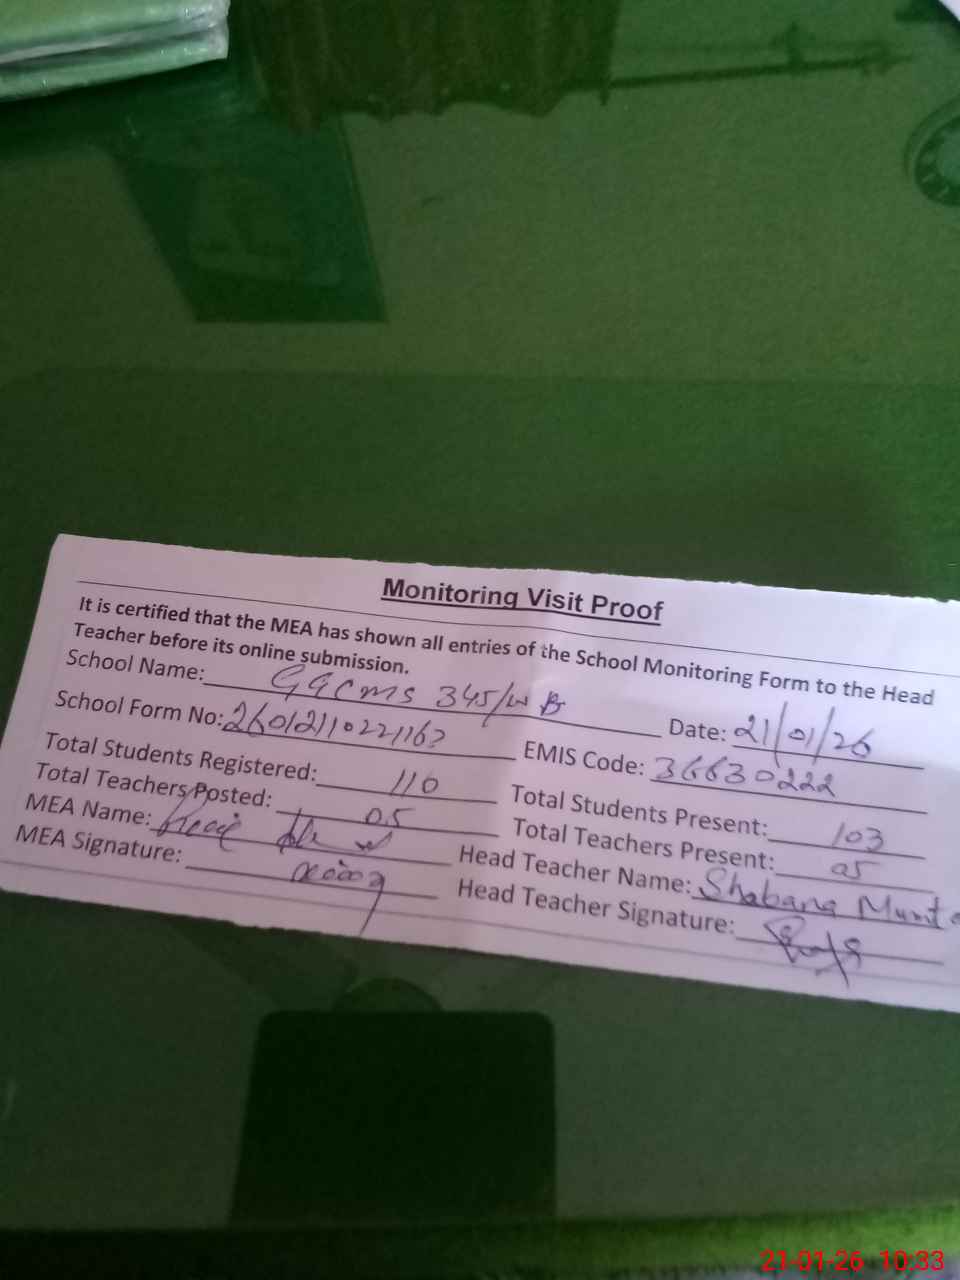 Monitoring Visit Proof
It is certified that the MEA has shown all entries of the School Monitoring Form to the Head
Teacher before its online submission.
School Name: GGCMS 345/WB Date: 21/01/26
School Form No: EMIS Code: 36630222
Total Students Registered: 110 Total Students Present: 103
Total Teachers Posted: 05 Total Teachers Present: 05
MEA Name: Head Teacher Name: Shabana
MEA Signature: Head Teacher Signature:
21-01-26 10:33